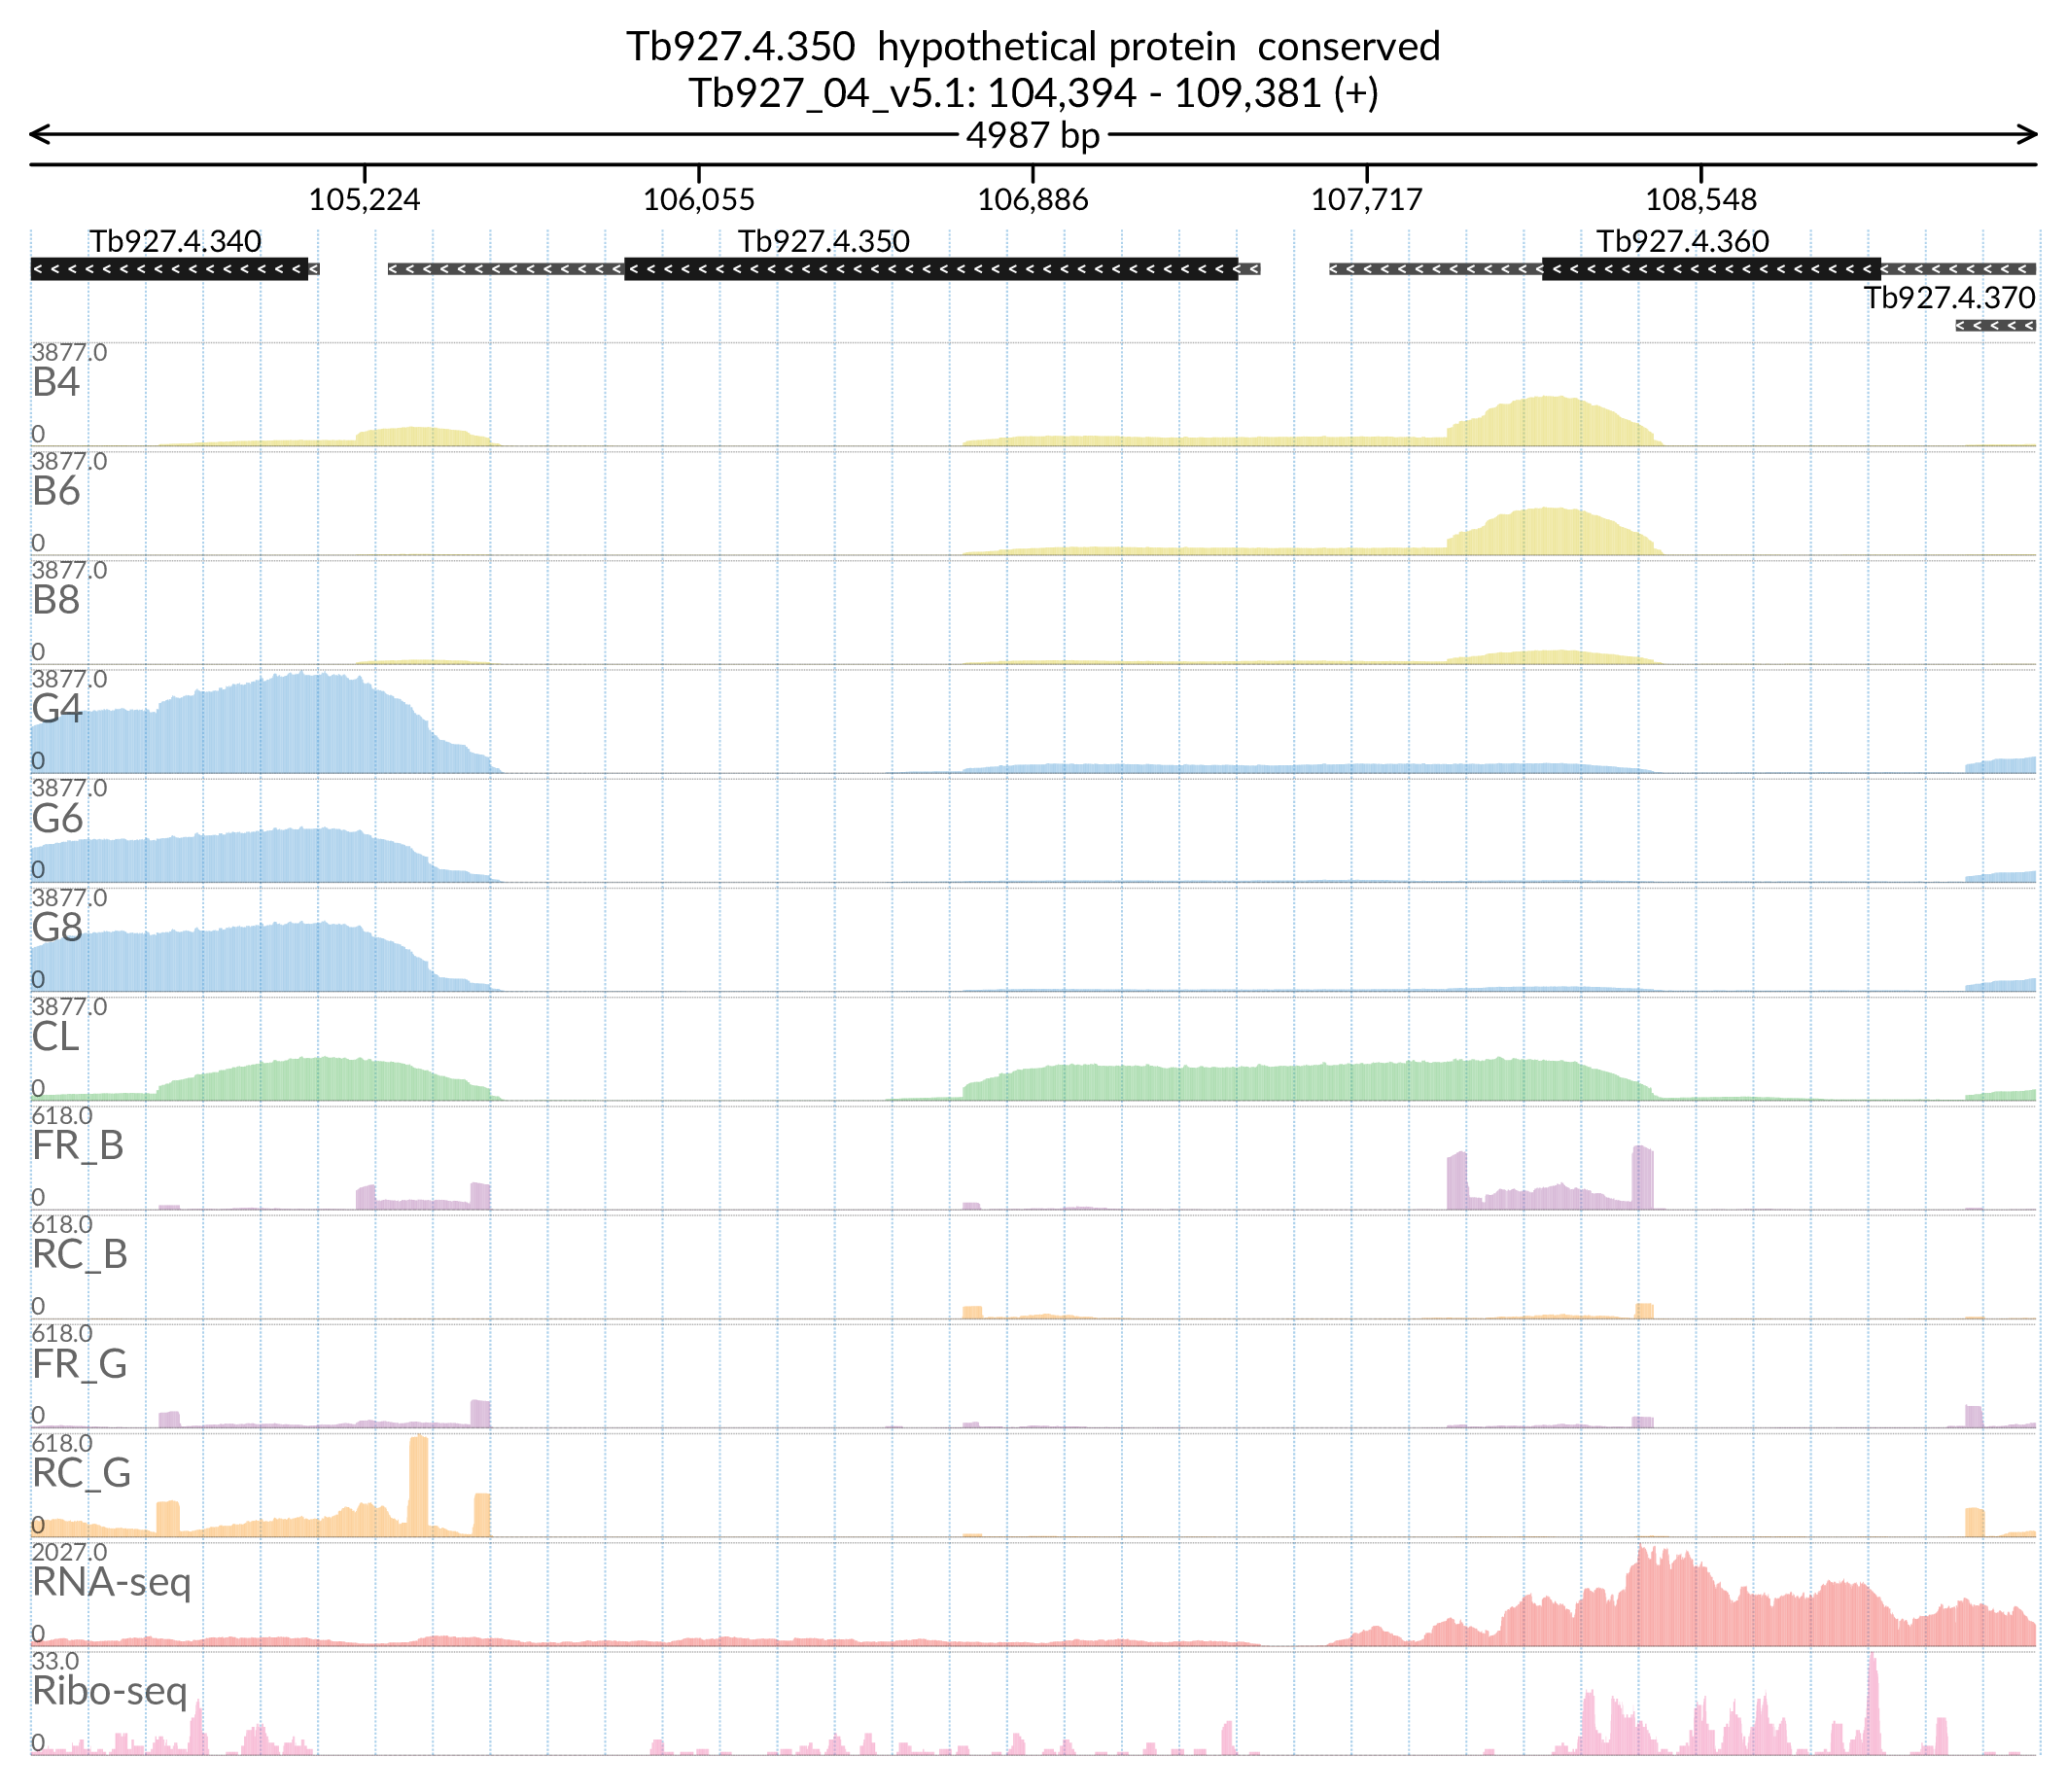 Tb927.4.350  hypothetical protein  conserved
Tb927_04_v5.1: 104,394 - 109,381 (+)
4987 bp
105,224 106,055 106,886 107,717 108,548
Tb927.4.340 Tb927.4.350 Tb927.4.360
Tb927.4.370
3877.0
B4
0
3877.0
B6
0
3877.0
B8
0
3877.0
G4
0
3877.0
G6
0
3877.0
G8
0
3877.0
CL
0
618.0
FR_B
0
618.0
RC_B
0
618.0
FR_G
0
618.0
RC_G
0
2027.0
RNA-seq
0
33.0
Ribo-seq
0